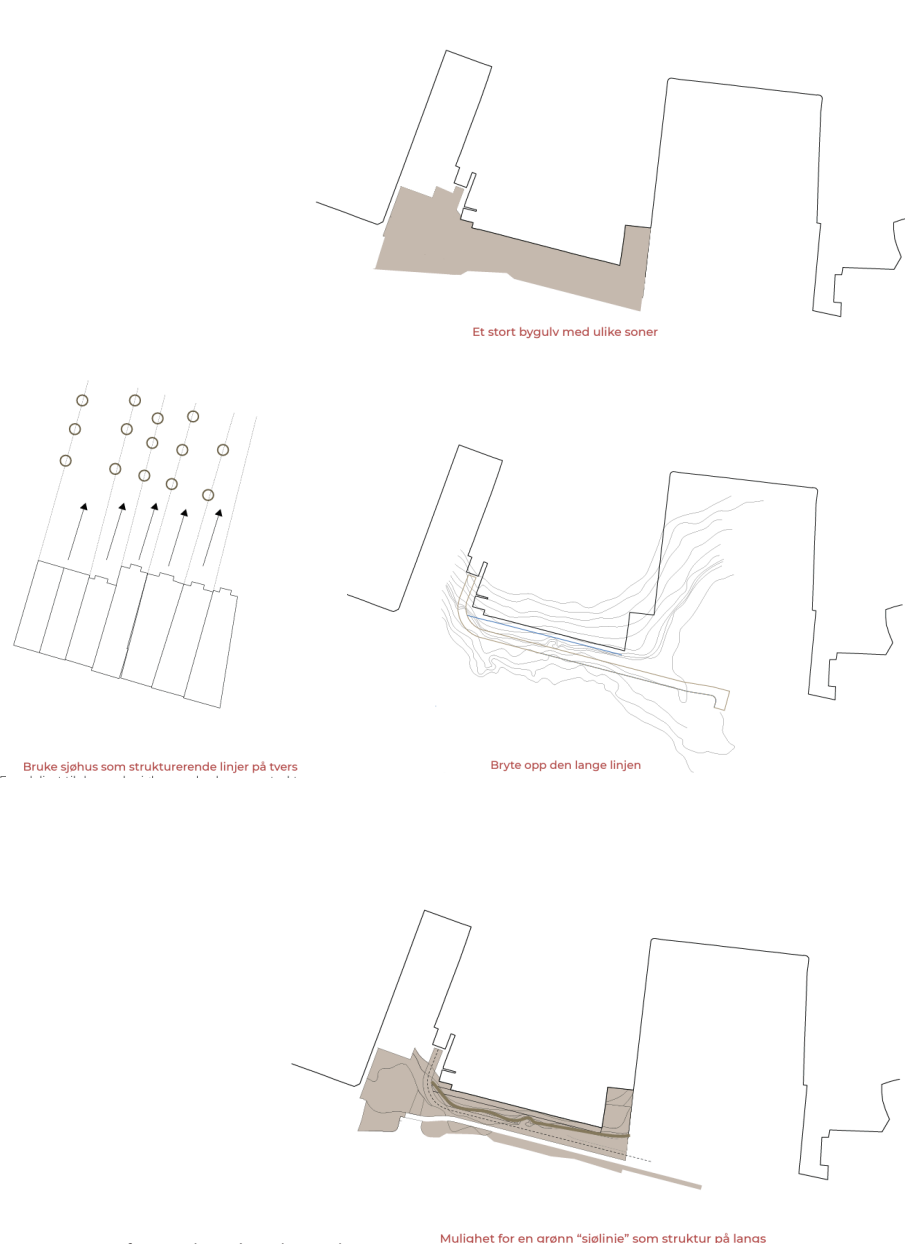 Et stort bygulv med ulike soner
Bruke sjøhus som strukturerende linjer på tvers
Bryte opp den lange linjen
Mulighet for en grønn “sjølinje” som struktur på langs